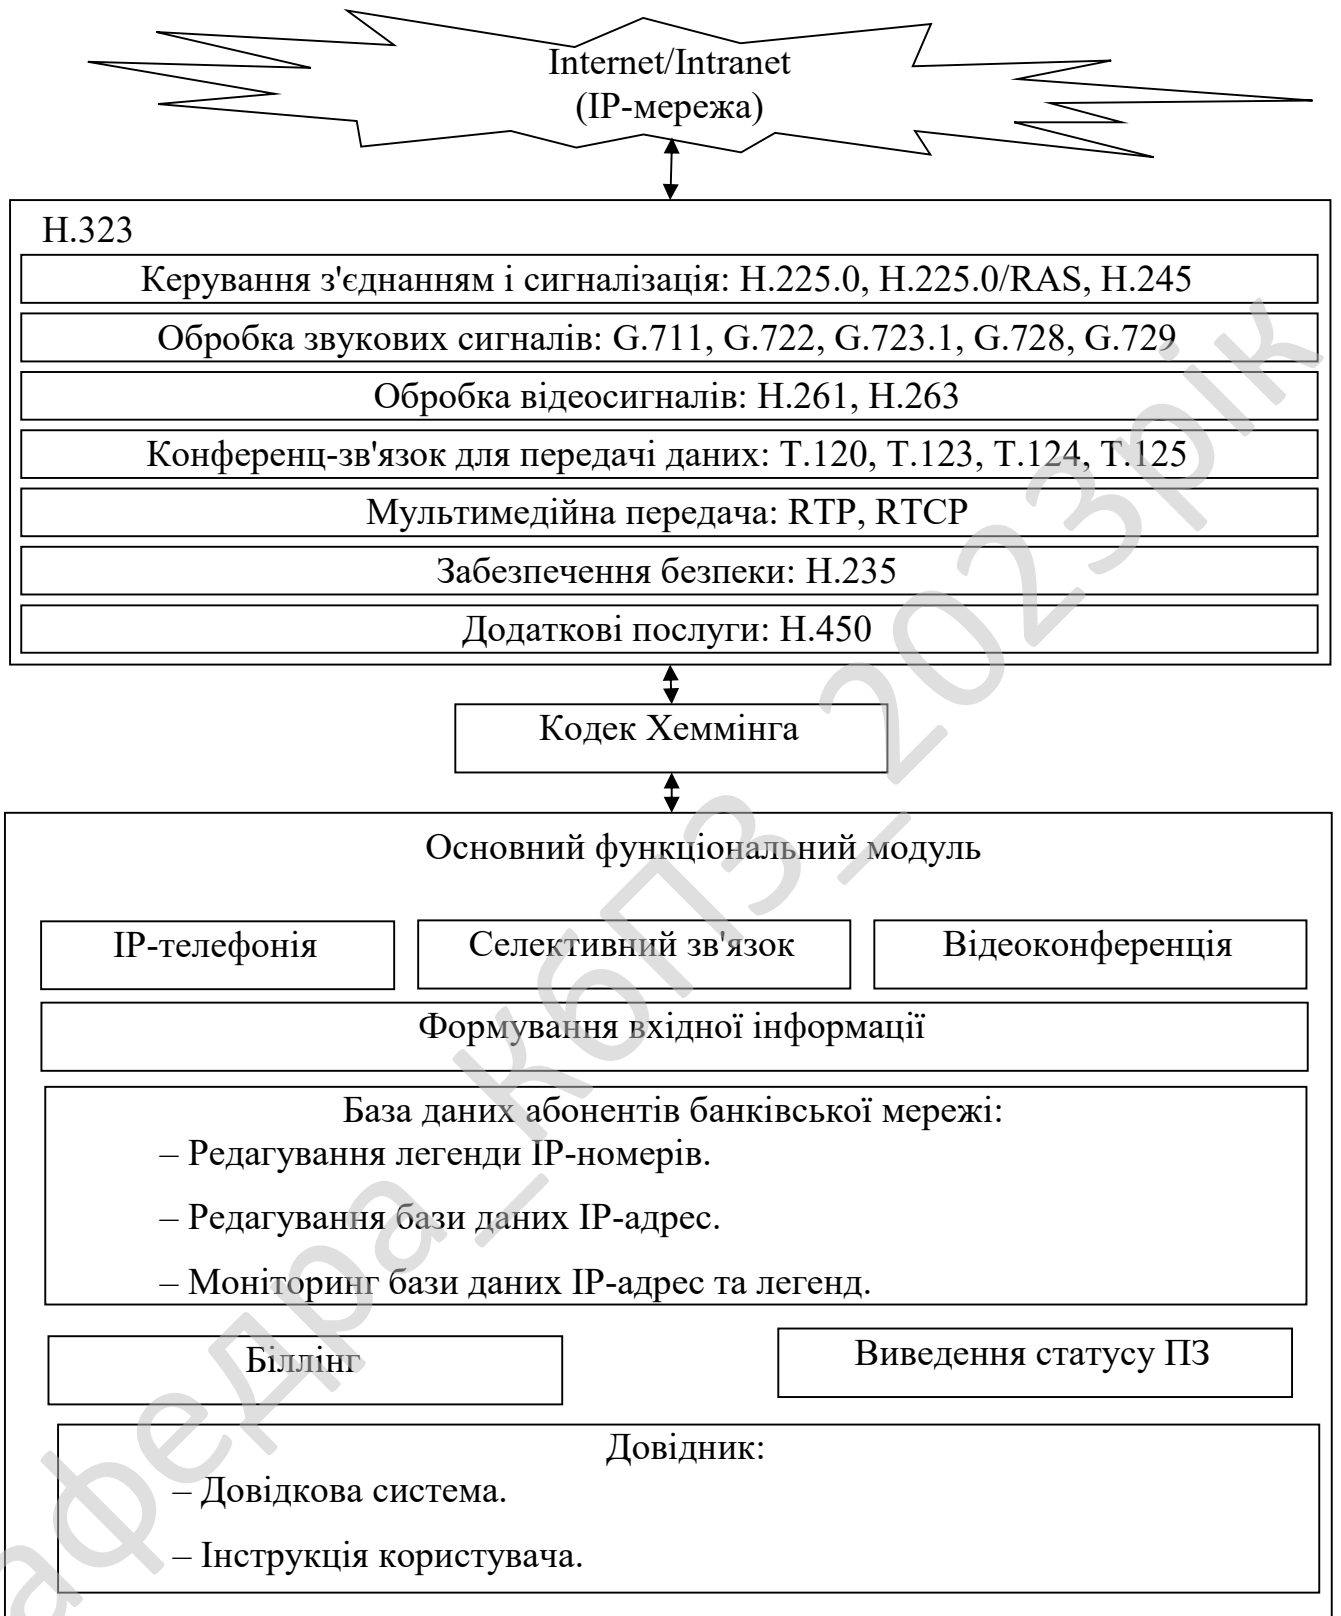 Internet/Intranet
(IP-мережа)
H.323
Керування з'єднанням і сигналізація: H.225.0, H.225.0/RAS, H.245
Обробка звукових сигналів: G.711, G.722, G.723.1, G.728, G.729
Обробка відеосигналів: H.261, H.263
Конференц-зв'язок для передачі даних: T.120, T.123, T.124, T.125
Мультимедійна передача: RTP, RTCP
Забезпечення безпеки: H.235
Додаткові послуги: H.450
Кодек Хеммінга
Основний функціональний модуль
IP-телефонія
Селективний зв'язок
Відеоконференція
Формування вхідної інформації
База даних абонентів банківської мережі:
– Редагування легенди IP-номерів.
– Редагування бази даних IP-адрес.
– Моніторинг бази даних IP-адрес та легенд.
Біллінг
Виведення статусу ПЗ
Довідник:
– Довідкова система.
– Інструкція користувача.
афедра_КбПЗ_2023рік